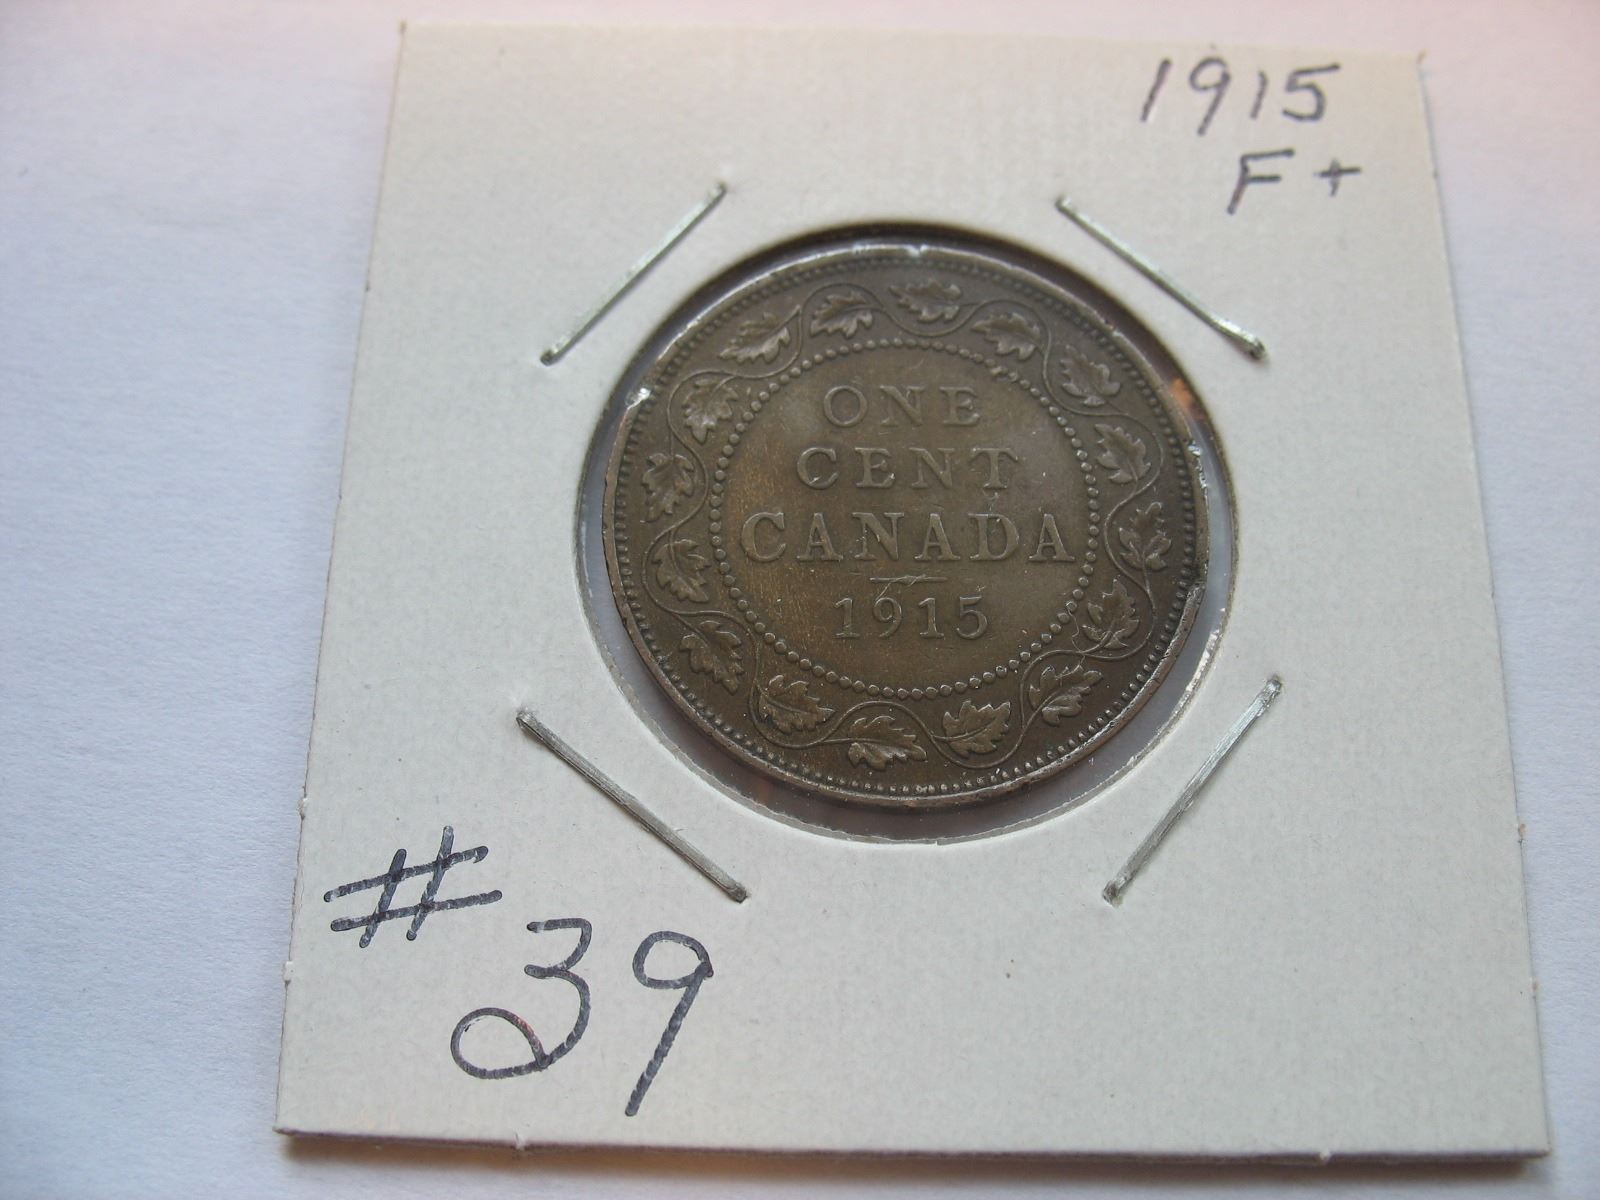 1915
F+
ONE
CENT
CANADA
1915
# 39